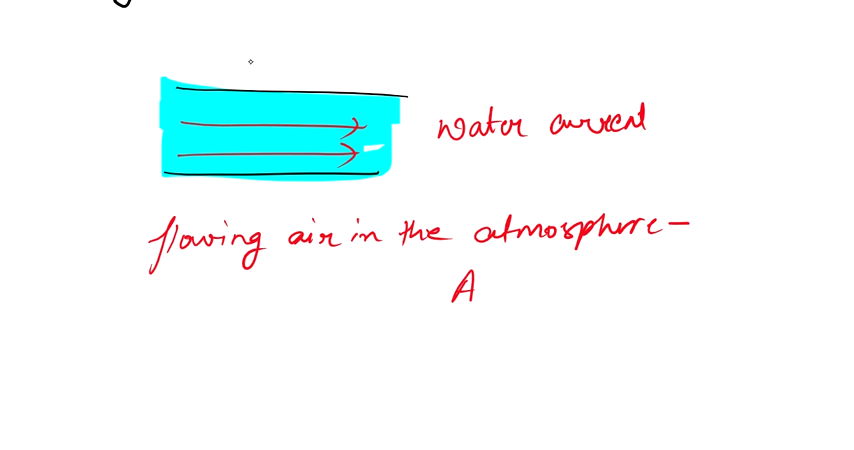 Water current
flowing air in the atmosphere -
A